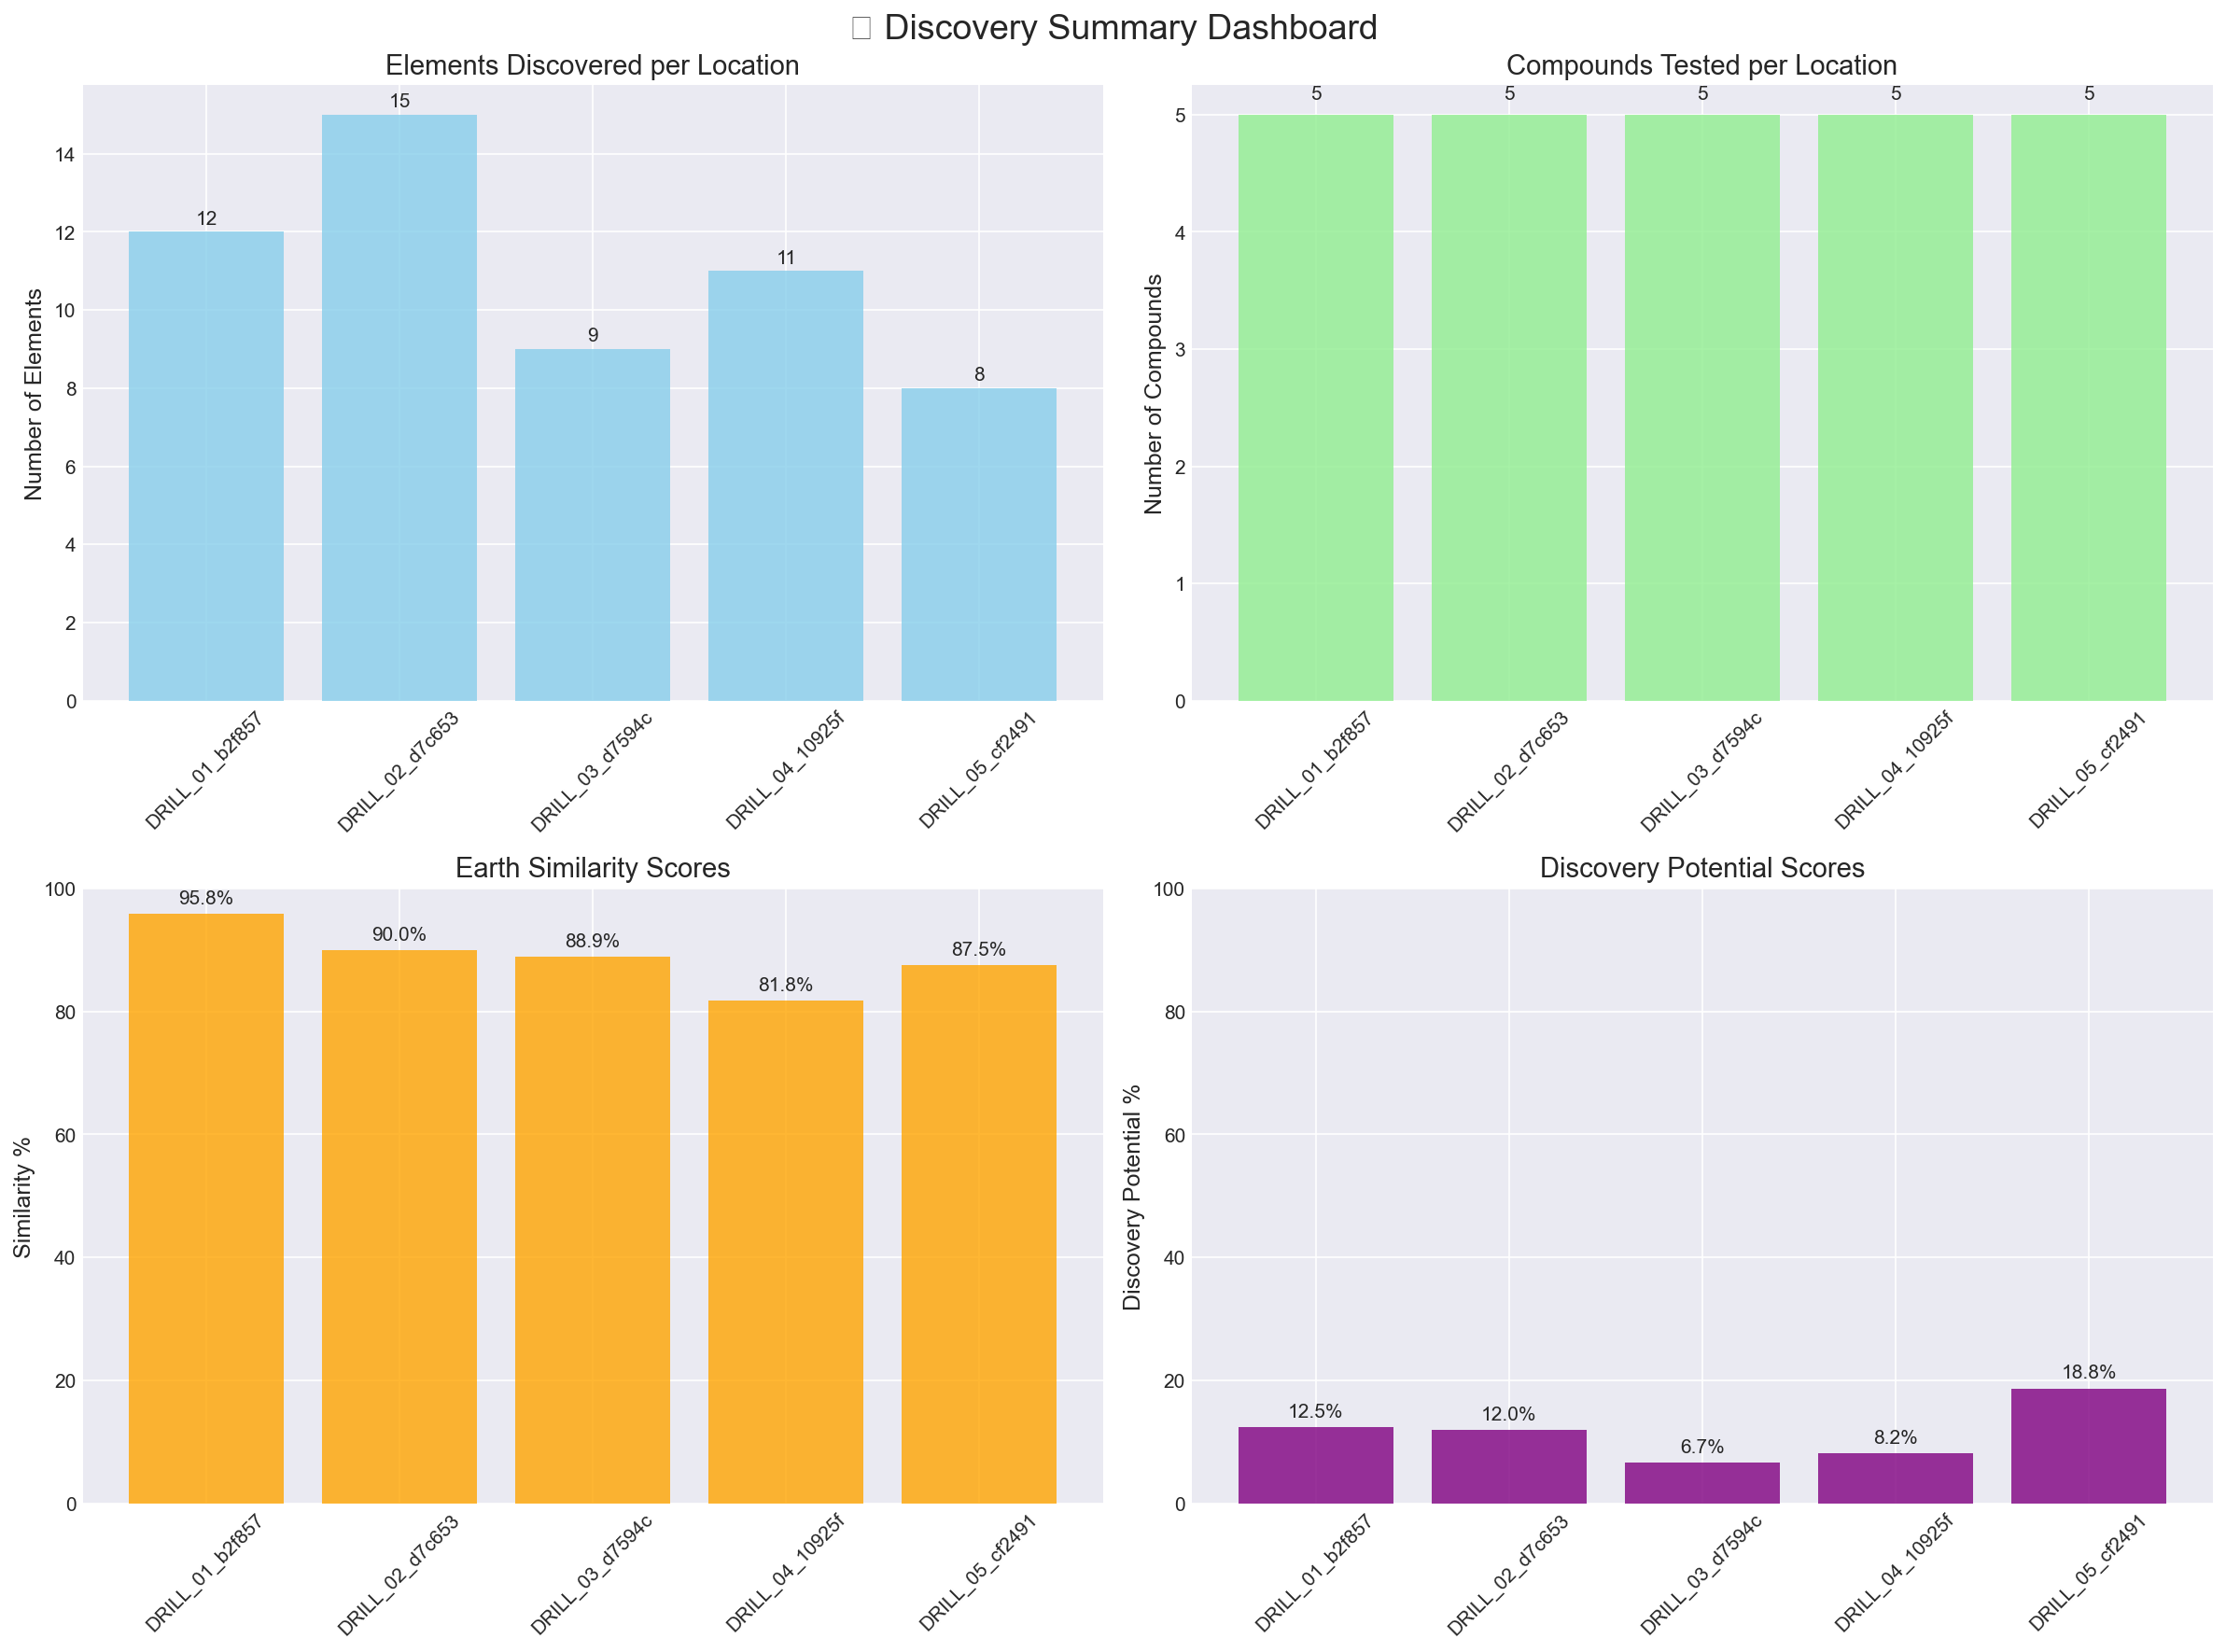 Discovery Summary Dashboard
Elements Discovered per Location
Number of Elements
14
12
10
8
6
4
2
0
12
15
9
11
8
DRILL_01_b2f857
DRILL_02_d7c653
DRILL_03_d7594c
DRILL_04_10925f
DRILL_05_cf2491
Compounds Tested per Location
Number of Compounds
5
4
3
2
1
0
5
5
5
5
5
DRILL_01_b2f857
DRILL_02_d7c653
DRILL_03_d7594c
DRILL_04_10925f
DRILL_05_cf2491
Earth Similarity Scores
Similarity %
100
80
60
40
20
0
95.8%
90.0%
88.9%
81.8%
87.5%
DRILL_01_b2f857
DRILL_02_d7c653
DRILL_03_d7594c
DRILL_04_10925f
DRILL_05_cf2491
Discovery Potential Scores
Discovery Potential %
100
80
60
40
20
0
12.5%
12.0%
6.7%
8.2%
18.8%
DRILL_01_b2f857
DRILL_02_d7c653
DRILL_03_d7594c
DRILL_04_10925f
DRILL_05_cf2491